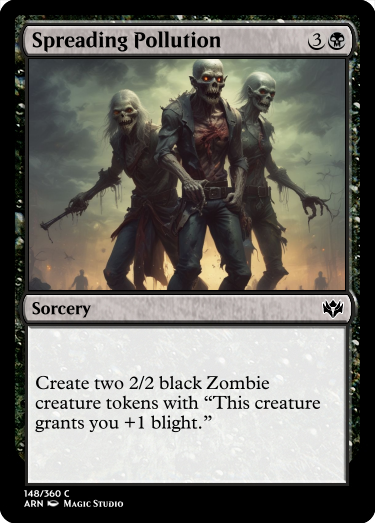 Spreading Pollution 3
Sorcery
Create two 2/2 black Zombie
creature tokens with “This creature
grants you +1 blight.”
148/360 C
ARN Magic Studio